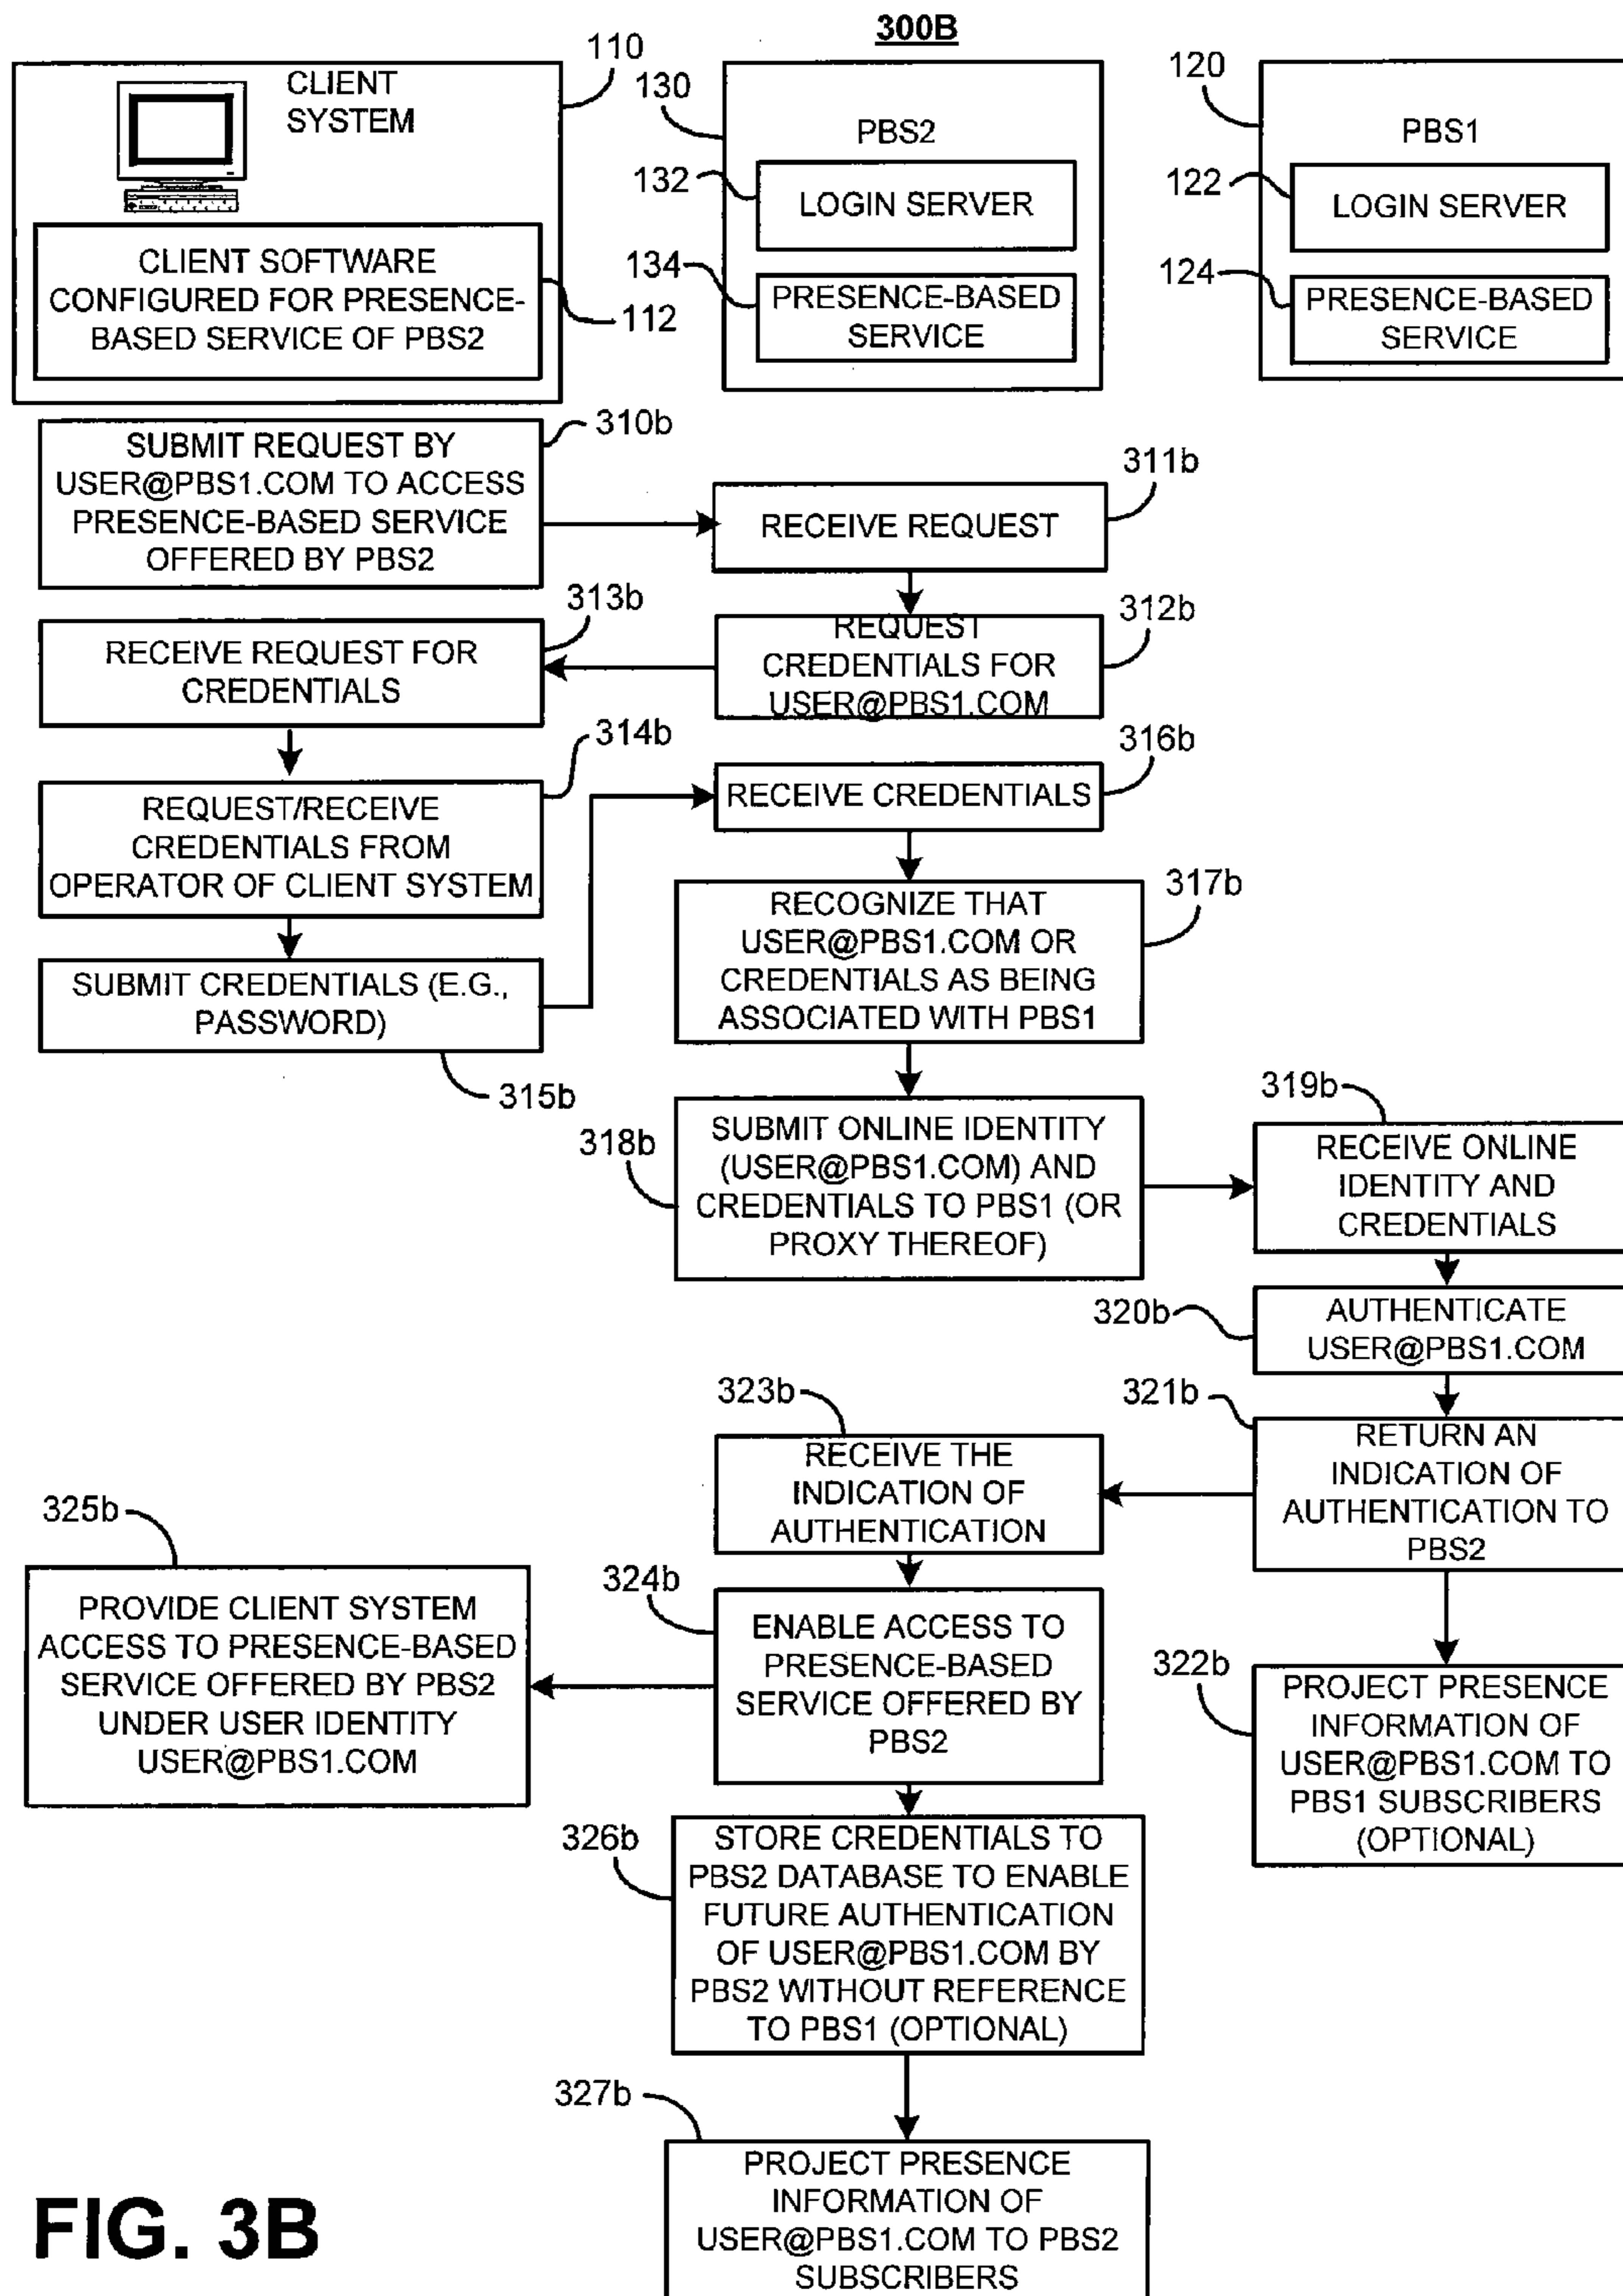 300B
110
CLIENT
SYSTEM
CLIENT SOFTWARE
CONFIGURED FOR PRESENCE-
BASED SERVICE OF PBS2
112
130
PBS2
132
LOGIN SERVER
134
PRESENCE-BASED
SERVICE
120
PBS1
122
LOGIN SERVER
124
PRESENCE-BASED
SERVICE
310b
SUBMIT REQUEST BY
USER@PBS1.COM TO ACCESS
PRESENCE-BASED SERVICE
OFFERED BY PBS2
311b
RECEIVE REQUEST
312b
REQUEST
CREDENTIALS FOR
USER@PBS1.COM
313b
RECEIVE REQUEST FOR
CREDENTIALS
314b
REQUEST/RECEIVE
CREDENTIALS FROM
OPERATOR OF CLIENT SYSTEM
SUBMIT CREDENTIALS (E.G.,
PASSWORD)
315b
316b
RECEIVE CREDENTIALS
317b
RECOGNIZE THAT
USER@PBS1.COM OR
CREDENTIALS AS BEING
ASSOCIATED WITH PBS1
318b
SUBMIT ONLINE IDENTITY
(USER@PBS1.COM) AND
CREDENTIALS TO PBS1 (OR
PROXY THEREOF)
319b
RECEIVE ONLINE
IDENTITY AND
CREDENTIALS
320b
AUTHENTICATE
USER@PBS1.COM
321b
RETURN AN
INDICATION OF
AUTHENTICATION TO
PBS2
322b
PROJECT PRESENCE
INFORMATION OF
USER@PBS1.COM TO
PBS1 SUBSCRIBERS
(OPTIONAL)
323b
RECEIVE THE
INDICATION OF
AUTHENTICATION
324b
ENABLE ACCESS TO
PRESENCE-BASED
SERVICE OFFERED BY
PBS2
325b
PROVIDE CLIENT SYSTEM
ACCESS TO PRESENCE-BASED
SERVICE OFFERED BY PBS2
UNDER USER IDENTITY
USER@PBS1.COM
326b
STORE CREDENTIALS TO
PBS2 DATABASE TO ENABLE
FUTURE AUTHENTICATION
OF USER@PBS1.COM BY
PBS2 WITHOUT REFERENCE
TO PBS1 (OPTIONAL)
327b
PROJECT PRESENCE
INFORMATION OF
USER@PBS1.COM TO PBS2
SUBSCRIBERS
FIG. 3B